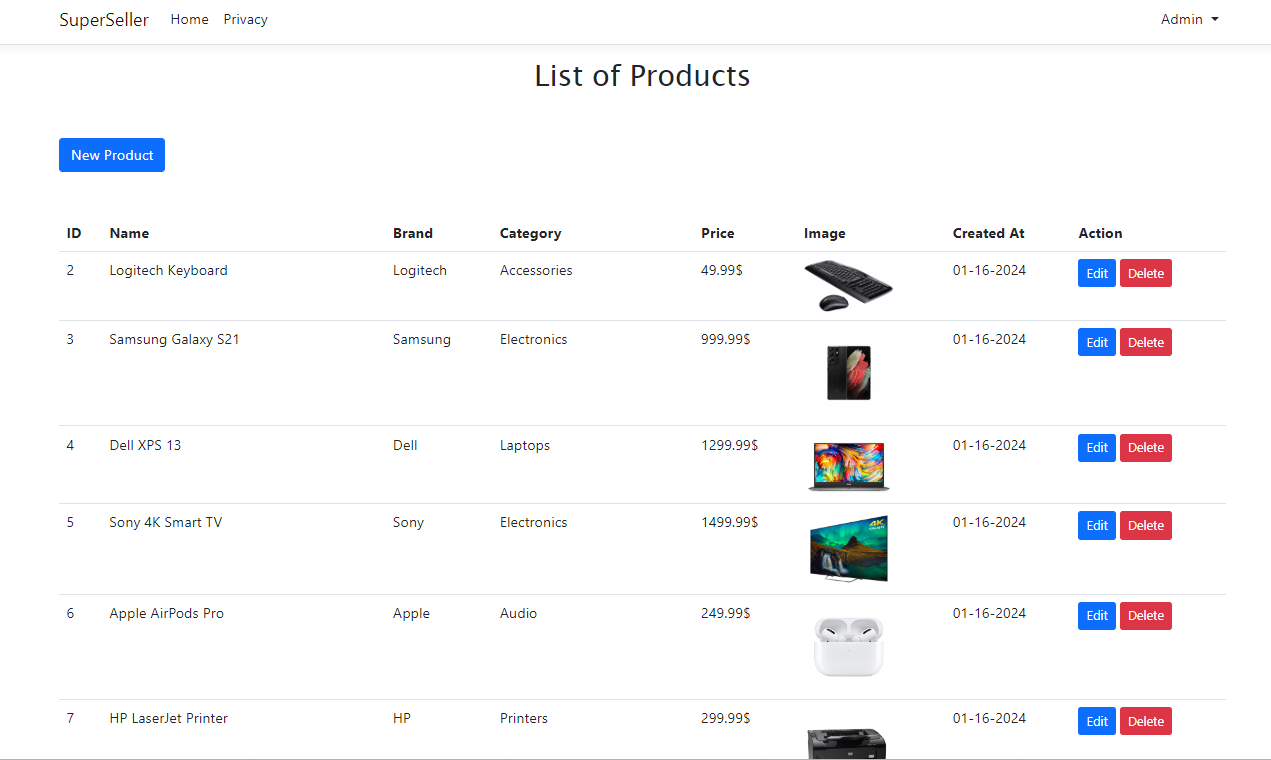 SuperSeller Home Privacy Admin
List of Products
New Product
ID Name Brand Category Price Image Created At Action
2 Logitech Keyboard Logitech Accessories 49.99$ 01-16-2024 Edit Delete
3 Samsung Galaxy S21 Samsung Electronics 999.99$ 01-16-2024 Edit Delete
4 Dell XPS 13 Dell Laptops 1299.99$ 01-16-2024 Edit Delete
5 Sony 4K Smart TV Sony Electronics 1499.99$ 4K 01-16-2024 Edit Delete
6 Apple AirPods Pro Apple Audio 249.99$ 01-16-2024 Edit Delete
7 HP LaserJet Printer HP Printers 299.99$ 01-16-2024 Edit Delete